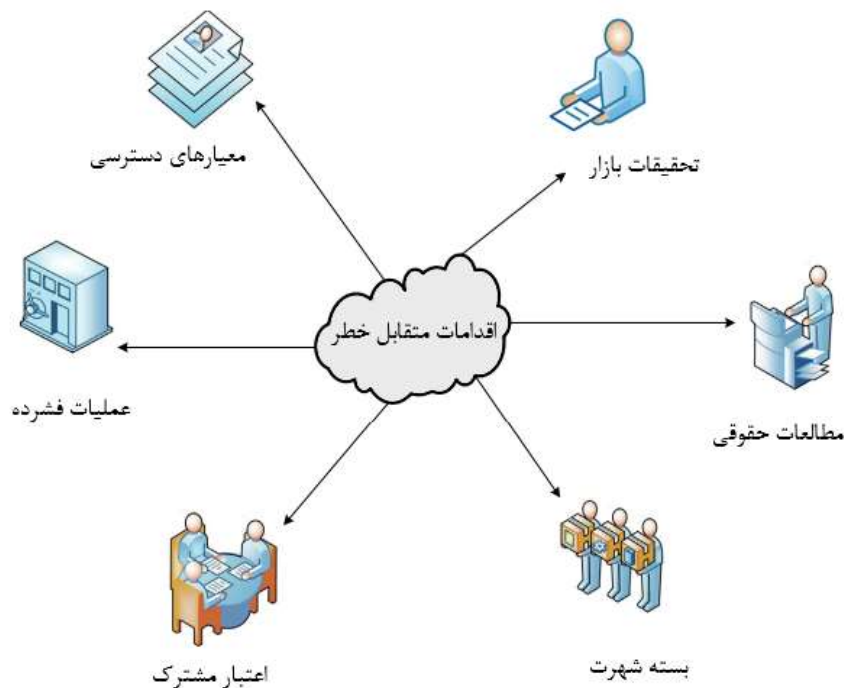 معیارهای دسترسی
تحقیقات بازار
اقدامات متقابل خطر
عملیات فشرده
مطالعات حقوقی
اعتبار مشترک
بسته شهرت